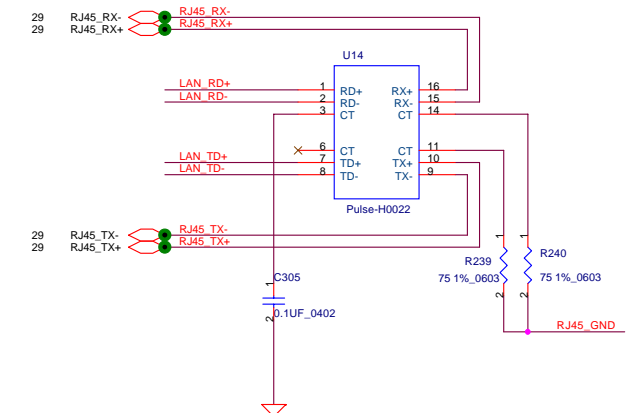 29 RJ45_RX- RJ45_RX-
29 RJ45_RX+ RJ45_RX+
U14
LAN_RD+ 1 RD+ RX+ 16
LAN_RD- 2 RD- RX- 15
3 CT CT 14
6 CT CT 11
LAN_TD+ 7 TD+ TX+ 10
LAN_TD- 8 TD- TX- 9
Pulse-H0022
29 RJ45_TX- RJ45_TX-
29 RJ45_TX+ RJ45_TX+
1 1
R239 R240
75 1%_0603 75 1%_0603
2 2
1 C305
2 0.1UF_0402
RJ45_GND